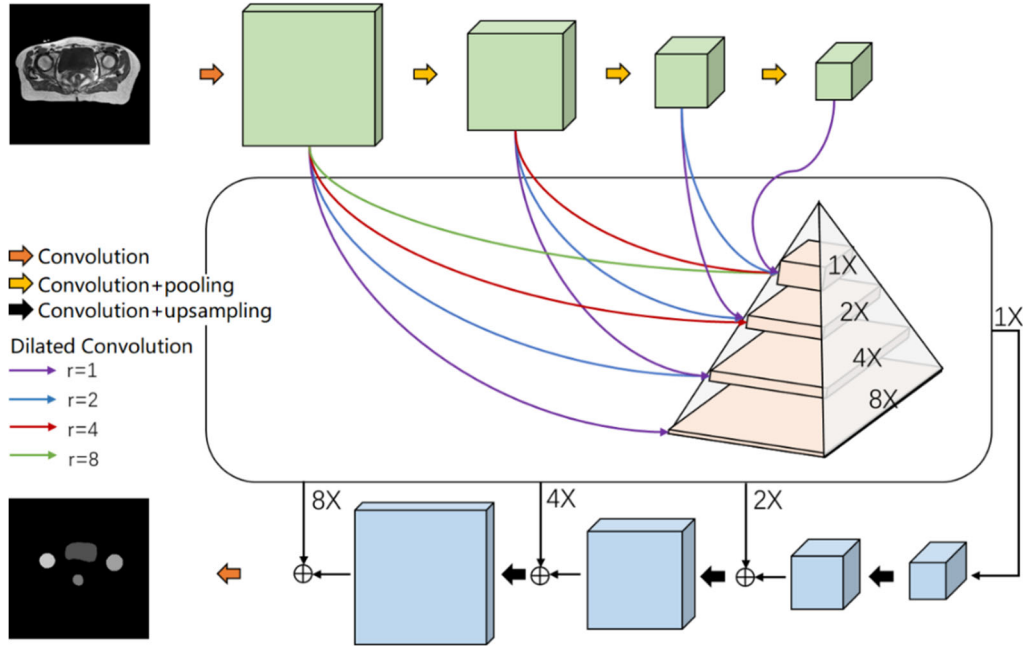 Convolution
Convolution+pooling
Convolution+upsampling
Dilated Convolution
r=1
r=2
r=4
r=8
1X
2X
4X
8X
1X
8X
4X
2X